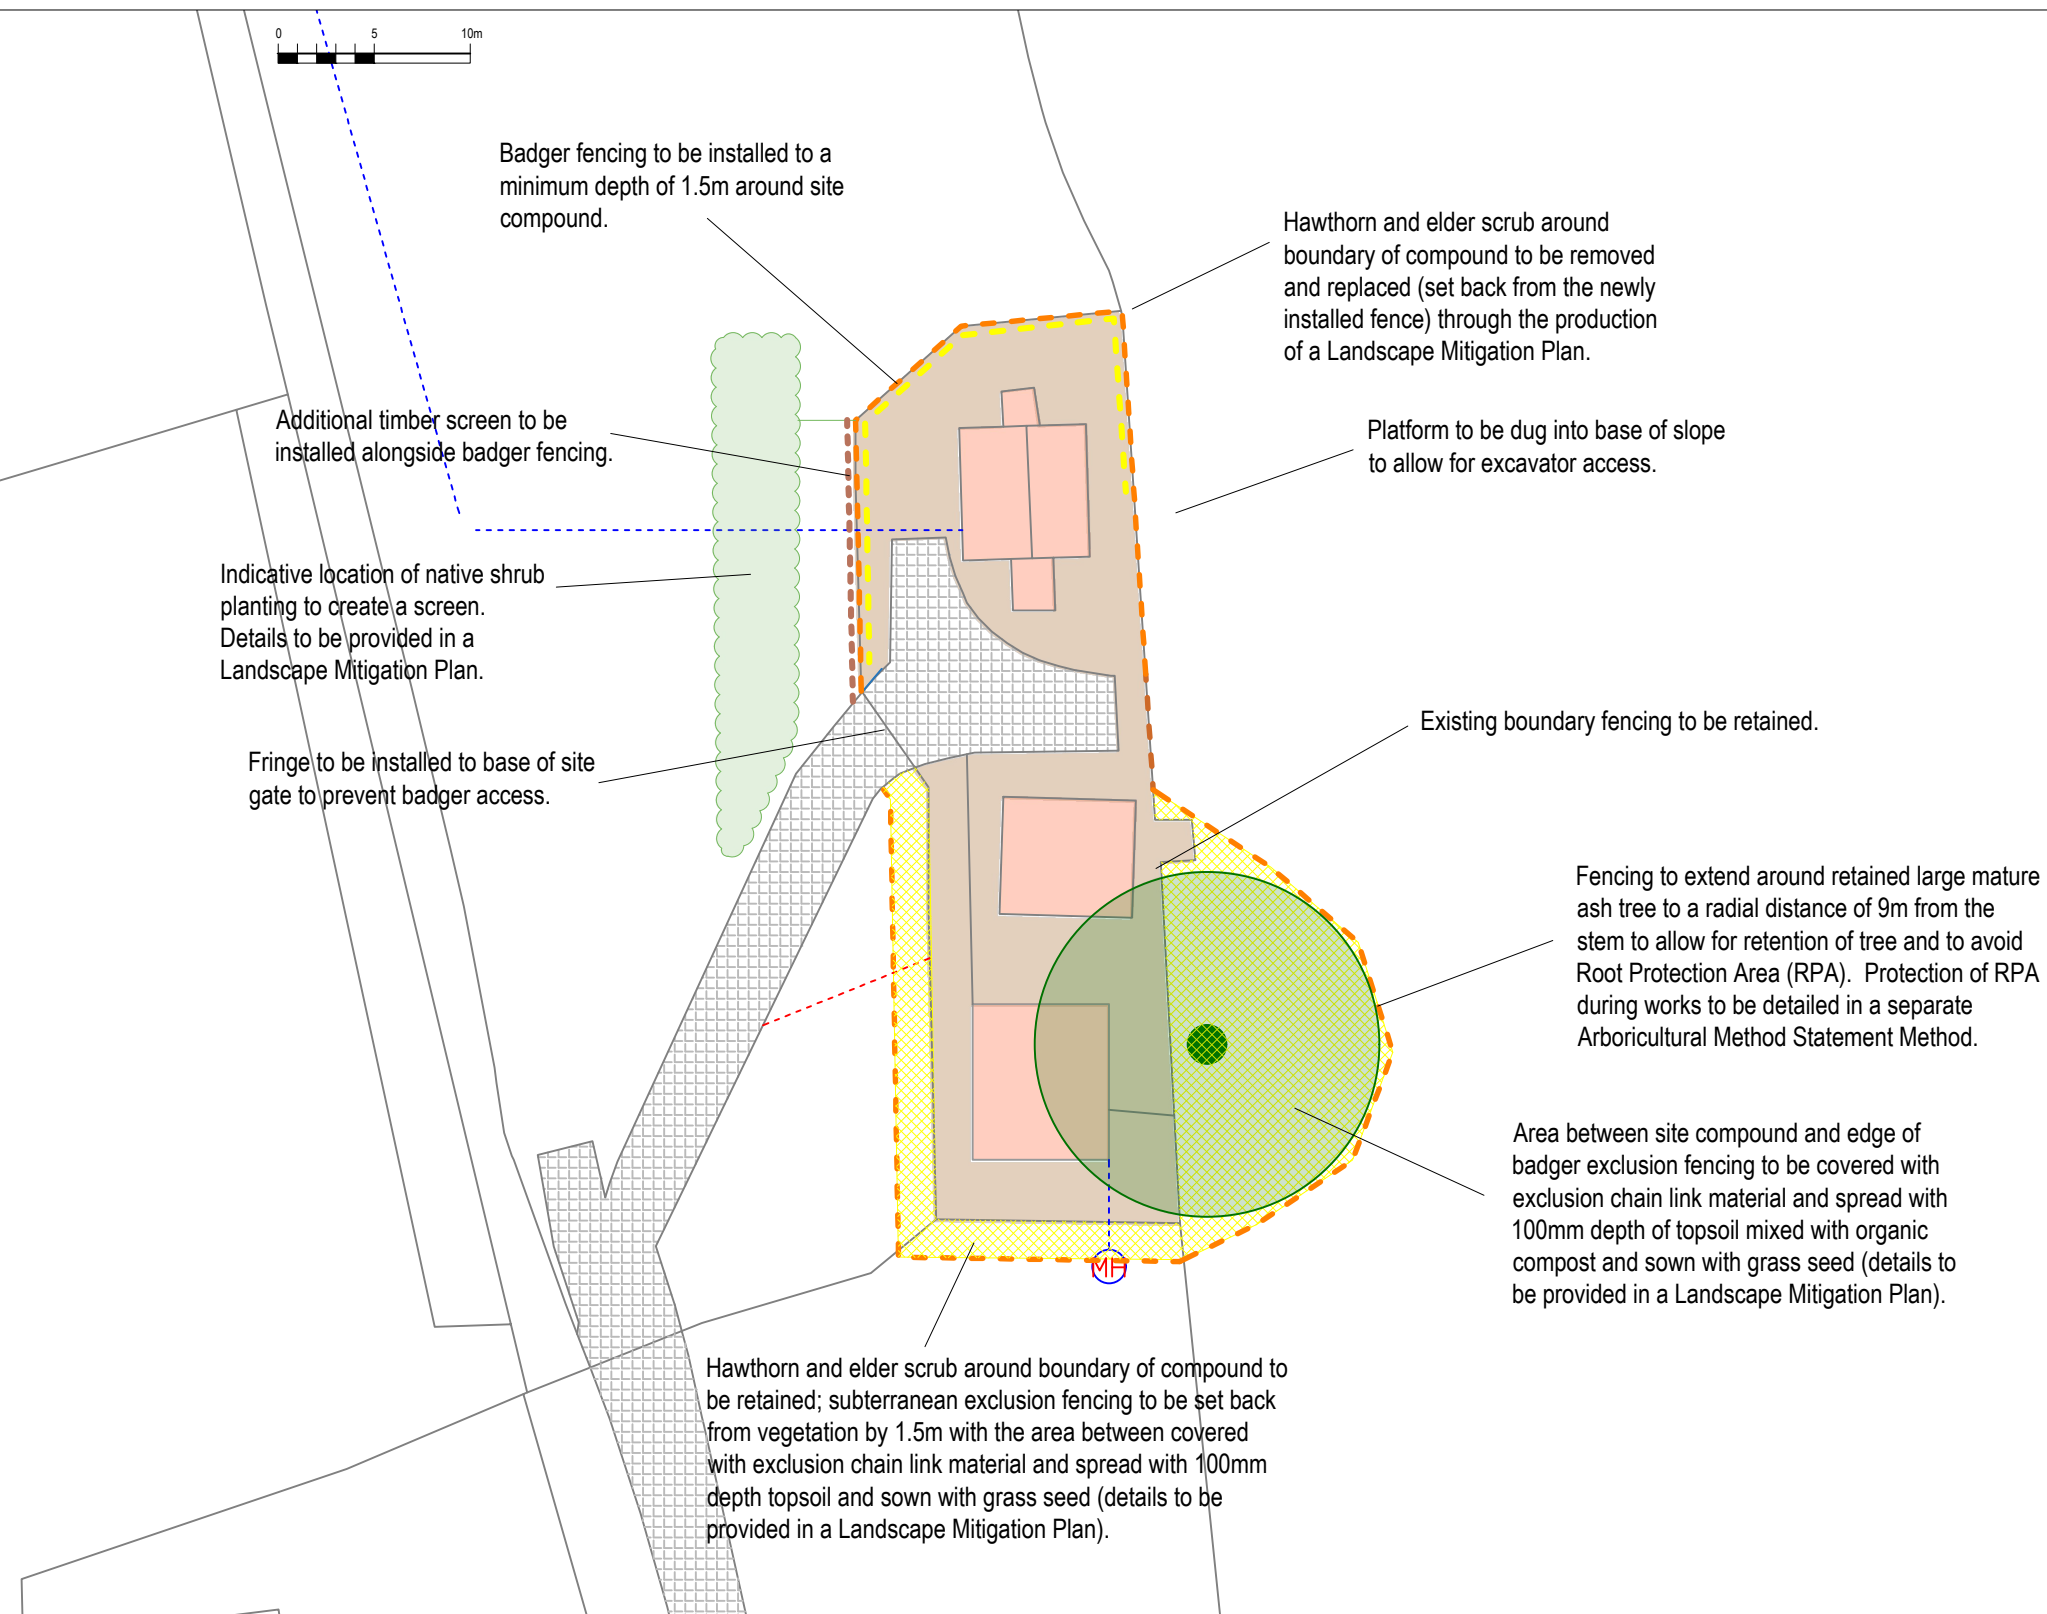 0 5 10m
Badger fencing to be installed to a
minimum depth of 1.5m around site
compound.
Hawthorn and elder scrub around
boundary of compound to be removed
and replaced (set back from the newly
installed fence) through the production
of a Landscape Mitigation Plan.
Additional timber screen to be
installed alongside badger fencing.
Platform to be dug into base of slope
to allow for excavator access.
Indicative location of native shrub
planting to create a screen.
Details to be provided in a
Landscape Mitigation Plan.
Existing boundary fencing to be retained.
Fringe to be installed to base of site
gate to prevent badger access.
Fencing to extend around retained large mature
ash tree to a radial distance of 9m from the
stem to allow for retention of tree and to avoid
Root Protection Area (RPA). Protection of RPA
during works to be detailed in a separate
Arboricultural Method Statement Method.
Area between site compound and edge of
badger exclusion fencing to be covered with
exclusion chain link material and spread with
100mm depth of topsoil mixed with organic
compost and sown with grass seed (details to
be provided in a Landscape Mitigation Plan).
MH
Hawthorn and elder scrub around boundary of compound to
be retained; subterranean exclusion fencing to be set back
from vegetation by 1.5m with the area between covered
with exclusion chain link material and spread with 100mm
depth topsoil and sown with grass seed (details to be
provided in a Landscape Mitigation Plan).